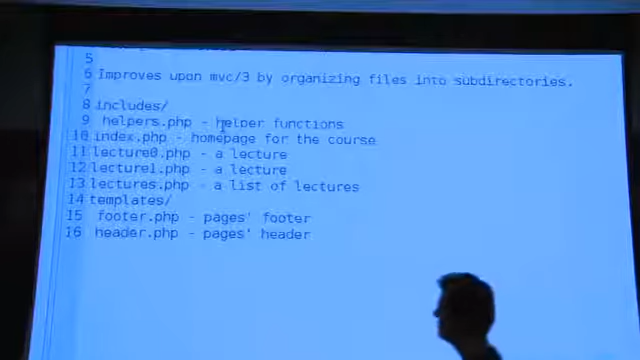 5
6 Improves upon mvc/3 by organizing files into subdirectories.
7
8 includes/
9 helpers.php - helper functions
10 index.php - homepage for the course
11 lecture0.php - a lecture
12 lecture1.php - a lecture
13 lectures.php - a list of lectures
14 templates/
15 footer.php - pages' footer
16 header.php - pages' header